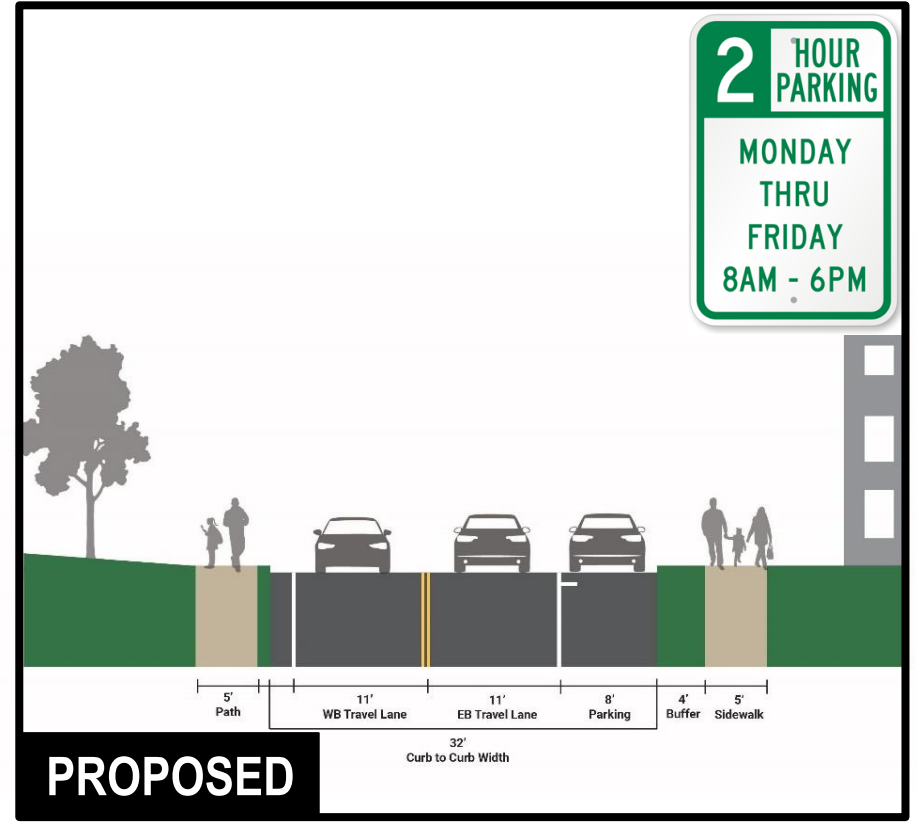 2 HOUR
PARKING
MONDAY
THRU
FRIDAY
8AM - 6PM
5'
Path
11'
WB Travel Lane
11'
EB Travel Lane
8'
Parking
4'
Buffer
5'
Sidewalk
32'
Curb to Curb Width
PROPOSED